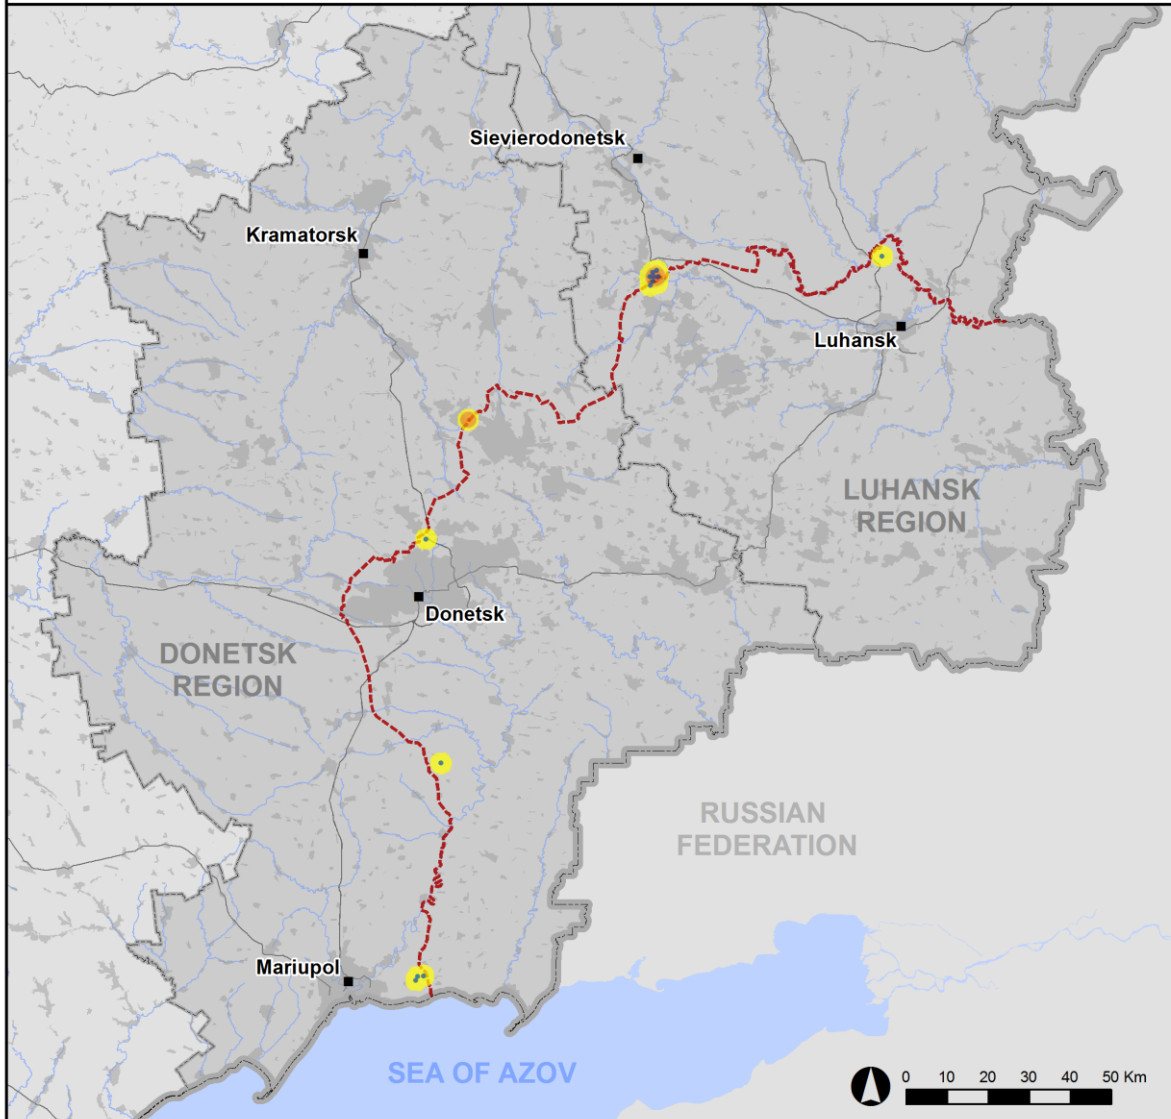 Sievierodonetsk
Kramatorsk
Luhansk
LUHANSK
REGION
Donetsk
DONETSK
REGION
RUSSIAN
FEDERATION
Mariupol
SEA OF AZOV
0 10 20 30 40 50 Km